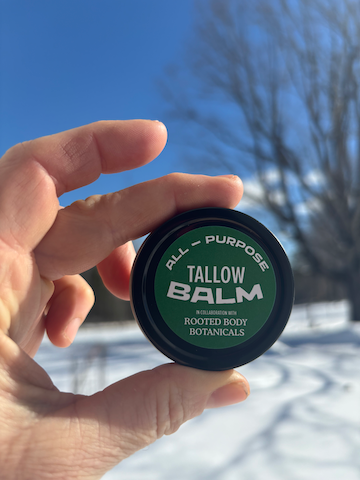 ALL – PURPOSE
TALLOW
BALM
IN COLLABORATION WITH
ROOTED BODY
BOTANICALS